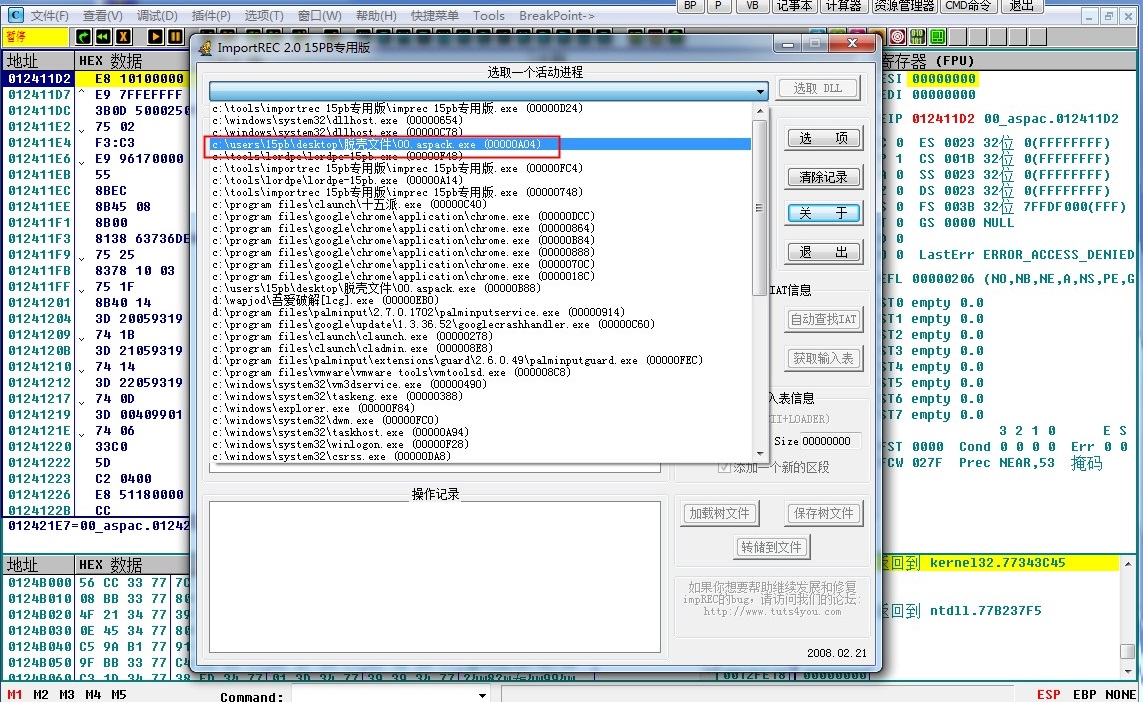 BP P VB 记事本 计算器 资源管理器 CMD命令 退出
文件(F) 查看(V) 调试(D) 插件(P) 选项(T) 窗口(W) 帮助(H) 快捷菜单 Tools BreakPoint->
暂停
地址 HEX 数据
012411D2 E8 10100000
012411D7 E9 7FFEFFFF
012411DC 3B0D 5000250
012411E2 75 02
012411E4 F3:C3
012411E6 E9 96170000
012411EB 55
012411EC 8BEC
012411EE 8B45 08
012411F1 8B00
012411F3 8138 63736DE
012411F9 75 25
012411FB 8378 10 03
012411FF 75 1F
01241201 8B40 14
01241204 3D 20059319
01241209 74 1B
0124120B 3D 21059319
01241210 74 14
01241212 3D 22059319
01241217 74 0D
01241219 3D 00409901
0124121E 74 06
01241220 33C0
01241222 5D
01241223 C2 0400
01241226 E8 51180000
0124122B CC
012421E7=00_aspac.01242
地址 HEX 数据
0124B000 56 CC 33 77 7C
0124B010 08 BB 33 77 80
0124B020 4F 21 34 77 39
0124B030 0E 45 34 77 80
0124B040 C5 9A B1 77 91
0124B050 9F BB 33 77 C4
M1 M2 M3 M4 M5
Command:
ImportREC 2.0 15PB专用版
选取一个活动进程
c:\tools\importrec 15pb专用版\imprec 15pb专用版.exe (00000D24)
c:\windows\system32\dllhost.exe (00000654)
c:\windows\system32\dllhost.exe (00000C78)
c:\users\15pb\desktop\脱壳文件\00.aspack.exe (00000A04)
c:\tools\lordpe\lordpe-15pb.exe (00000F48)
c:\tools\importrec 15pb专用版\imprec 15pb专用版.exe (00000FC4)
c:\tools\lordpe\lordpe-15pb.exe (00000A14)
c:\tools\importrec 15pb专用版\imprec 15pb专用版.exe (00000748)
c:\program files\claunch\十五派.exe (00000C40)
c:\program files\google\chrome\application\chrome.exe (00000DCC)
c:\program files\google\chrome\application\chrome.exe (00000864)
c:\program files\google\chrome\application\chrome.exe (00000B84)
c:\program files\google\chrome\application\chrome.exe (00000888)
c:\program files\google\chrome\application\chrome.exe (0000070C)
c:\program files\google\chrome\application\chrome.exe (0000018C)
c:\users\15pb\desktop\脱壳文件\00.aspack.exe (00000B88)
d:\wapjod\吾爱破解[lcg].exe (00000EB0)
d:\program files\palminput\2.7.0.1702\palminputservice.exe (00000914)
c:\program files\google\update\1.3.36.52\googlecrashhandler.exe (00000C60)
c:\program files\claunch\claunch.exe (00000278)
c:\program files\claunch\cladmin.exe (000008E8)
d:\program files\palminput\extensions\guard\2.6.0.49\palminputguard.exe (00000FEC)
c:\program files\vmware\vmware tools\vmtoolsd.exe (000008C8)
c:\windows\system32\vm3dservice.exe (00000490)
c:\windows\system32\taskeng.exe (00000388)
c:\windows\explorer.exe (00000F84)
c:\windows\system32\dwm.exe (00000FC0)
c:\windows\system32\taskhost.exe (00000A94)
c:\windows\system32\winlogon.exe (00000F28)
c:\windows\system32\csrss.exe (00000DA8)
选取 DLL
选 项
清除记录
关 于
退 出
IAT信息
自动查找IAT
获取输入表
入表信息
II+LOADER)
Size 00000000
添加一个新的区段
操作记录
加载树文件 保存树文件
转储到文件
如果你想要帮助继续发展和修复
impREC的bug, 请访问我们的论坛:
http://www.tuts4you.com
2008.02.21
寄存器 (FPU)
ESI 00000000
EDI 00000000
EIP 012411D2 00_aspac.012411D2
C 0 ES 0023 32位 0(FFFFFFFF)
P 1 CS 001B 32位 0(FFFFFFFF)
A 0 SS 0023 32位 0(FFFFFFFF)
Z 0 DS 0023 32位 0(FFFFFFFF)
S 0 FS 003B 32位 7FFDF000(FFF)
T 0 GS 0000 NULL
D 0
O 0 LastErr ERROR_ACCESS_DENIED
EFL 00000206 (NO,NB,NE,A,NS,PE,G
ST0 empty 0.0
ST1 empty 0.0
ST2 empty 0.0
ST3 empty 0.0
ST4 empty 0.0
ST5 empty 0.0
ST6 empty 0.0
ST7 empty 0.0
3 2 1 0 E S
FST 0000 Cond 0 0 0 0 Err 0 0
FCW 027F Prec NEAR,53 掩码
返回到 kernel32.77343C45
返回到 ntdll.77B237F5
ESP EBP NONE